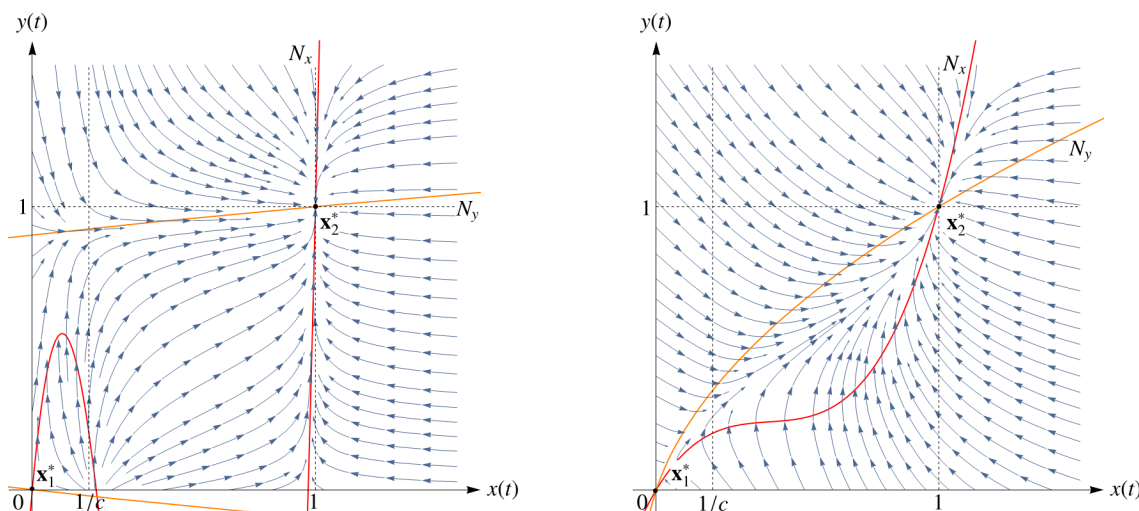 y(t)
N_x
1
N_y
x_2^*
x_1^*
0
1/c
1
x(t)
y(t)
N_x
N_y
1
x_2^*
x_1^*
0
1/c
1
x(t)